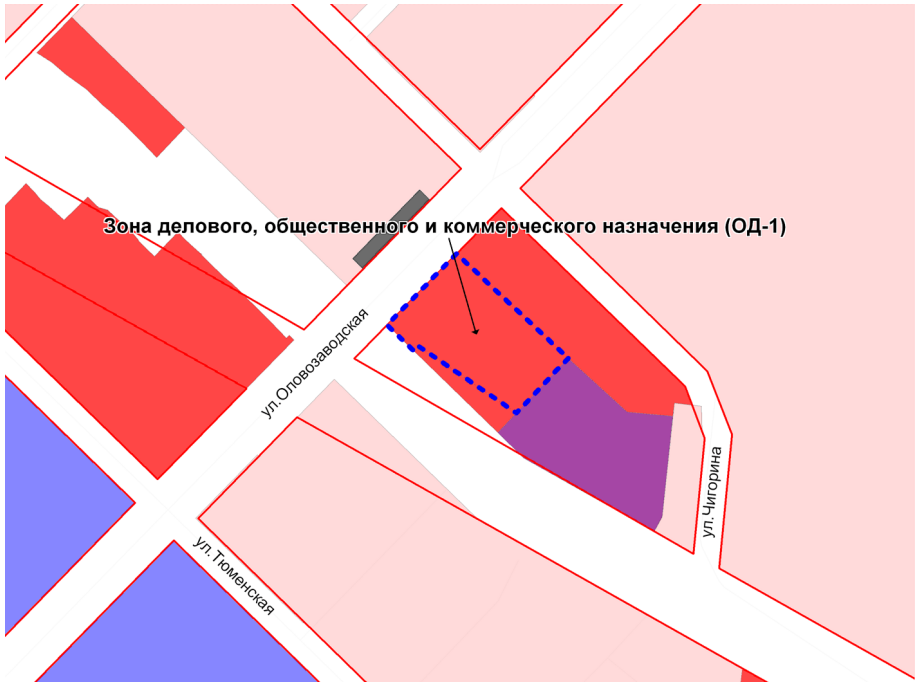 Зона делового, общественного и коммерческого назначения (ОД-1)
ул.Оловозаводская
ул.Чигорина
ул.Тюменская